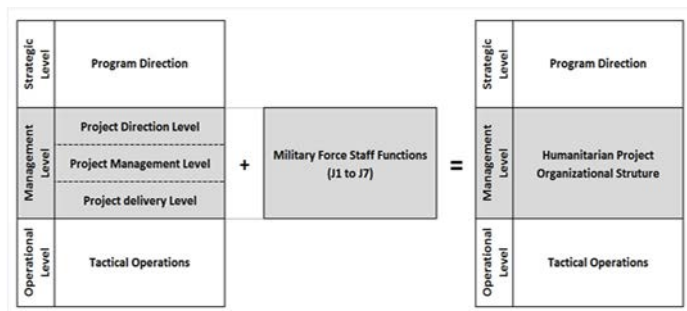 Strategic
Level
Program Direction
Management
Level
Project Direction Level
Project Management Level
Project delivery Level
Operational
Level
Tactical Operations
+
Military Force Staff Functions
(J1 to J7)
=
Strategic
Level
Program Direction
Management
Level
Humanitarian Project
Organizational Struture
Operational
Level
Tactical Operations